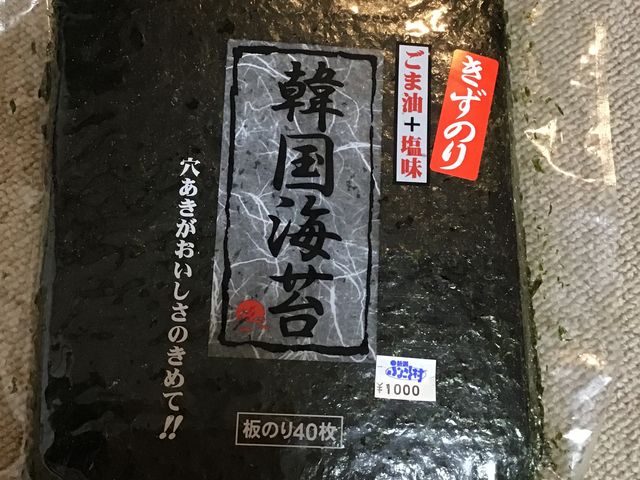 きずのり
ごま油+塩味
韓国海苔
穴あきがおいしさのきめて!!
¥1000
板のり40枚